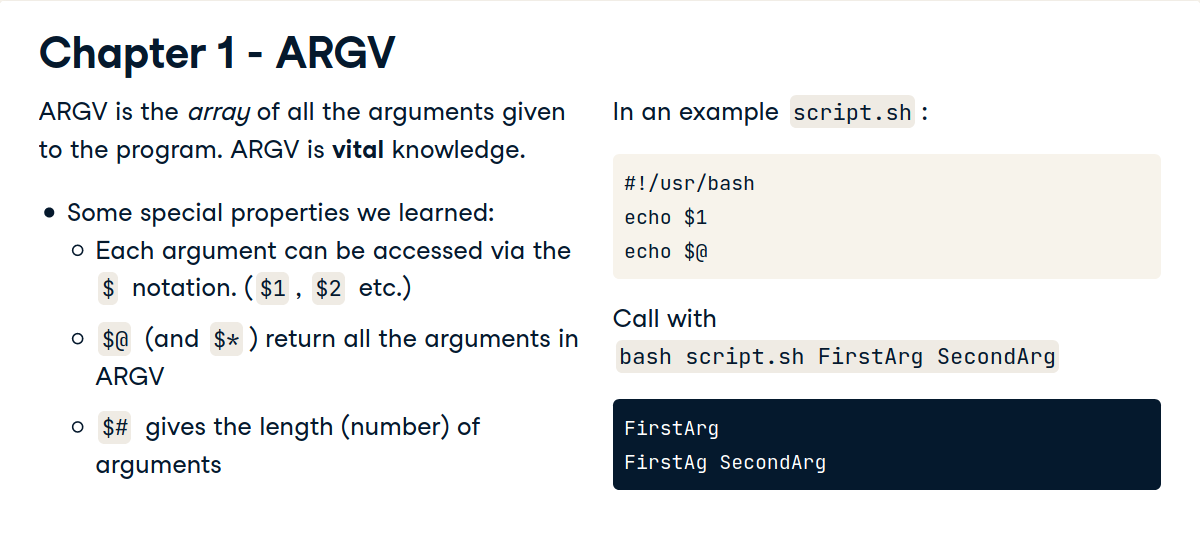 Chapter 1 - ARGV
ARGV is the array of all the arguments given
to the program. ARGV is vital knowledge.
Some special properties we learned:
Each argument can be accessed via the
$ notation. ( $1 , $2 etc.)
$@ (and $* ) return all the arguments in
ARGV
$# gives the length (number) of
arguments
In an example script.sh :
#!/usr/bash
echo $1
echo $@
Call with
bash script.sh FirstArg SecondArg
FirstArg
FirstAg SecondArg